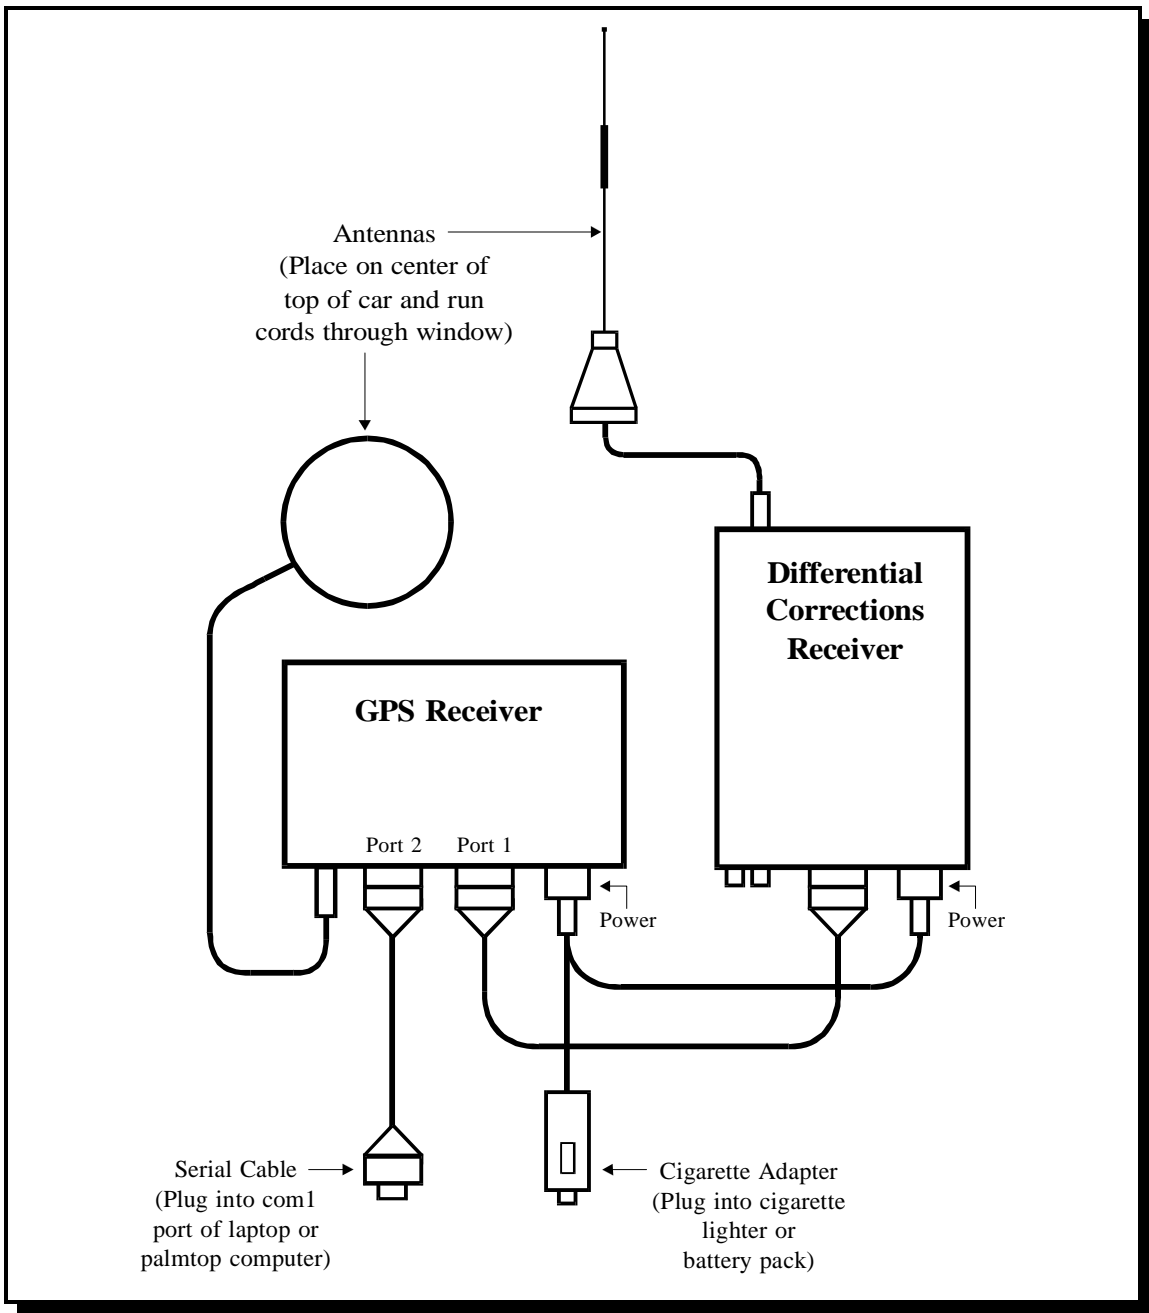 Antennas
(Place on center of
top of car and run
cords through window)
Differential
Corrections
Receiver
GPS Receiver
Port 2 Port 1
Power
Power
Serial Cable
(Plug into com1
port of laptop or
palmtop computer)
Cigarette Adapter
(Plug into cigarette
lighter or
battery pack)